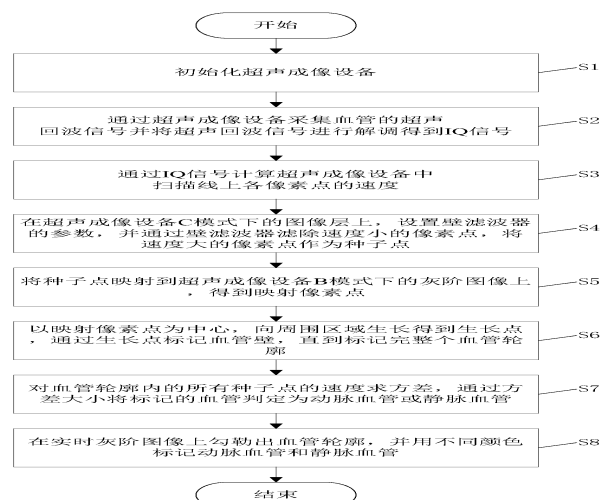 开始
初始化超声成像设备
S1
通过超声成像设备采集血管的超声
回波信号并将超声回波信号进行解调得到IQ信号
S2
通过IQ信号计算超声成像设备中
扫描线上各像素点的速度
S3
在超声成像设备C模式下的图像层上，设置壁滤波器
的参数，并通过壁滤波器滤除速度小的像素点，将
速度大的像素点作为种子点
S4
将种子点映射到超声成像设备B模式下的灰阶图像上
，得到映射像素点
S5
以映射像素点为中心，向周围区域生长得到生长点
，通过生长点标记血管壁，直到标记完整个血管轮
廓
S6
对血管轮廓内的所有种子点的速度求方差，通过方
差大小将标记的血管判定为动脉血管或静脉血管
S7
在实时灰阶图像上勾勒出血管轮廓，并用不同颜色
标记动脉血管和静脉血管
S8
结束